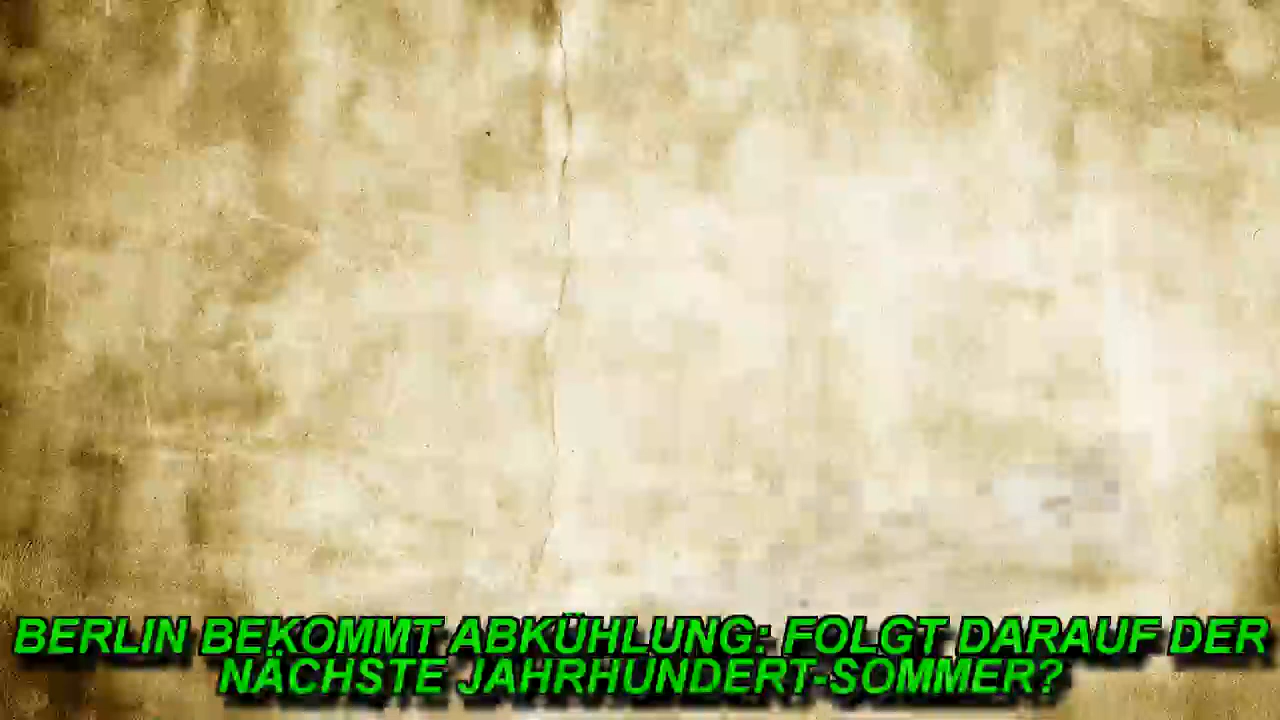 BERLIN BEKOMMT ABKÜHLUNG: FOLGT DARAUF DER
NÄCHSTE JAHRHUNDERT-SOMMER?